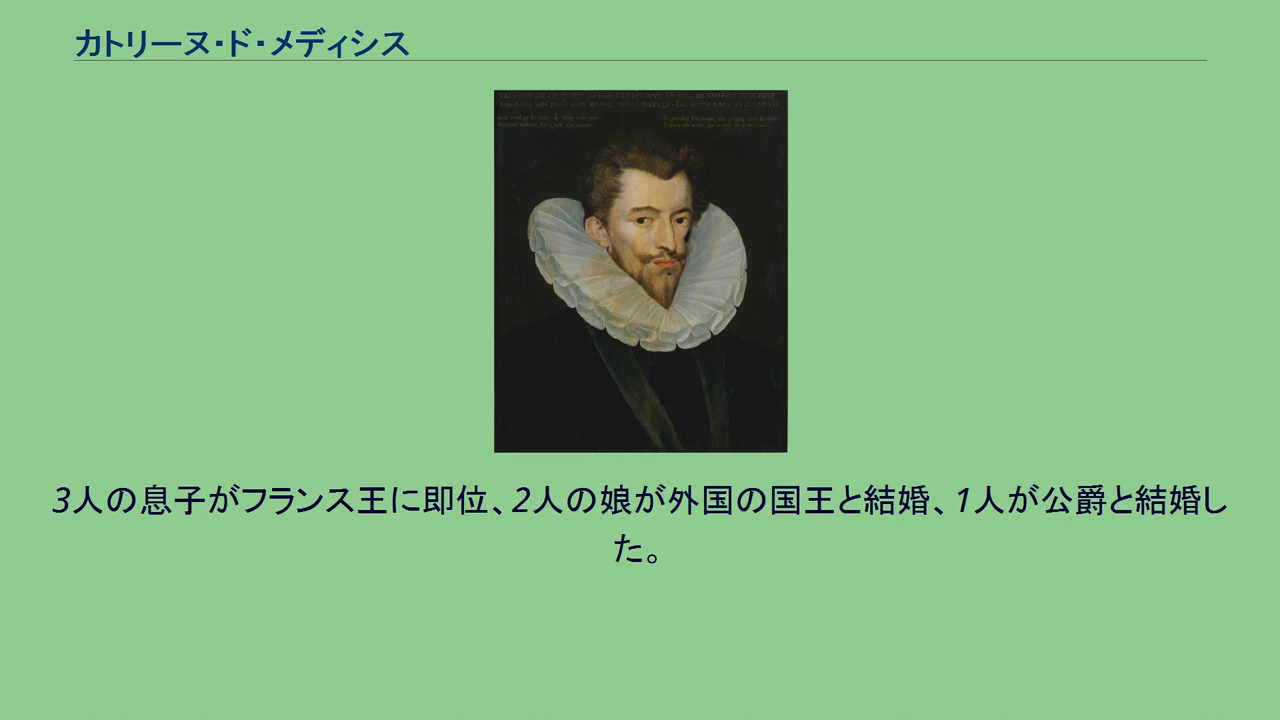 カトリーヌ・ド・メディシス
3人の息子がフランス王に即位、2人の娘が外国の国王と結婚、1人が公爵と結婚し
た。